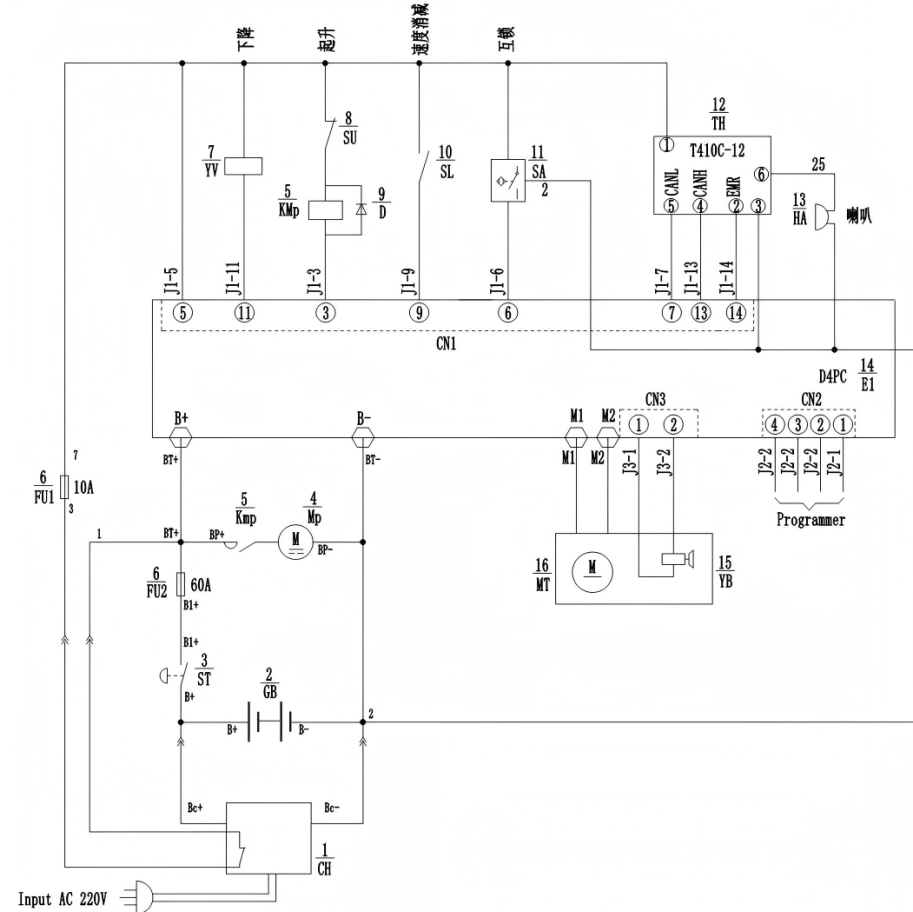 下降
起升
速度消减
互锁
7
YV
8
SU
5
KMp
9
D
10
SL
11
SA
2
12
TH
T410C-12
1
CANL
CANH
EMR
6
5
4
2
3
25
13
HA
喇叭
J1-5
J1-11
J1-3
J1-9
J1-6
J1-7
J1-13
J1-14
5
11
3
9
6
7
13
14
CN1
D4PC
14
E1
B+
B-
M1
M2
CN3
1
2
CN2
4
3
2
1
BT+
BT-
M1
M2
J3-1
J3-2
J2-2
J2-2
J2-2
J2-1
Programmer
7
6
FU1
10A
3
1
BT+
BP+
5
Kmp
4
Mp
M
BP-
6
FU2
60A
B1+
B1+
3
ST
B+
2
GB
B+
B-
2
16
MT
M
15
YB
Bc+
Bc-
1
CH
Input AC 220V